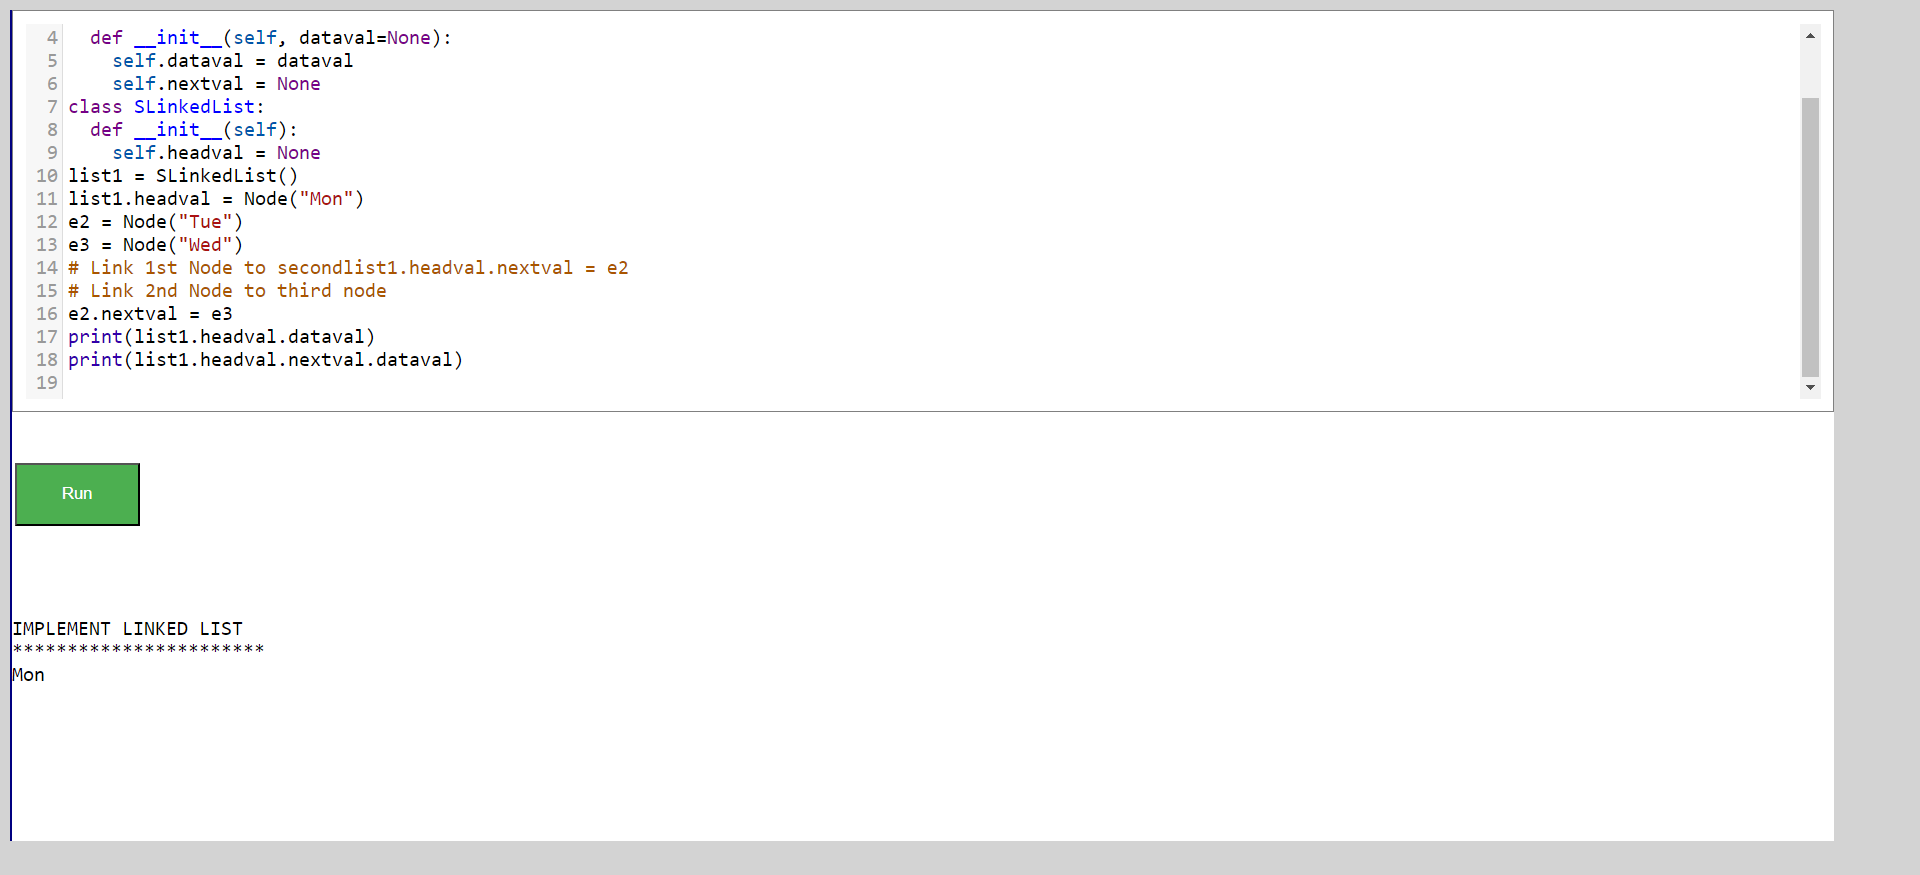 4   def __init__(self, dataval=None):
5     self.dataval = dataval
6     self.nextval = None
7 class SLinkedList:
8   def __init__(self):
9     self.headval = None
10 list1 = SLinkedList()
11 list1.headval = Node("Mon")
12 e2 = Node("Tue")
13 e3 = Node("Wed")
14 # Link 1st Node to secondlist1.headval.nextval = e2
15 # Link 2nd Node to third node
16 e2.nextval = e3
17 print(list1.headval.dataval)
18 print(list1.headval.nextval.dataval)
19
Run
IMPLEMENT LINKED LIST
***********************
Mon